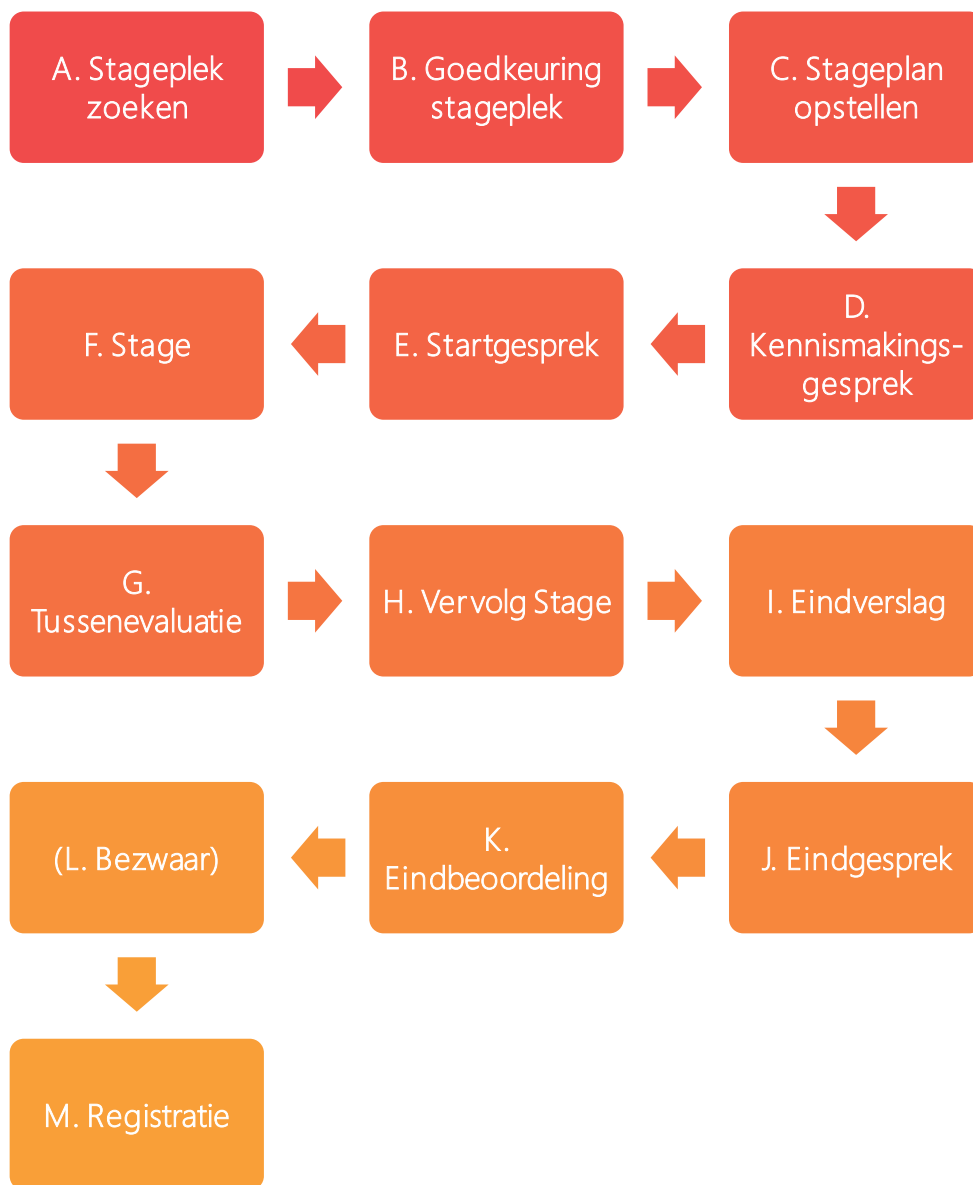 A. Stageplek
zoeken
B. Goedkeuring
stageplek
C. Stageplan
opstellen
D.
Kennismakings-
gesprek
E. Startgesprek
F. Stage
G.
Tussenevaluatie
H. Vervolg Stage
I. Eindverslag
J. Eindgesprek
K.
Eindbeoordeling
(L. Bezwaar)
M. Registratie